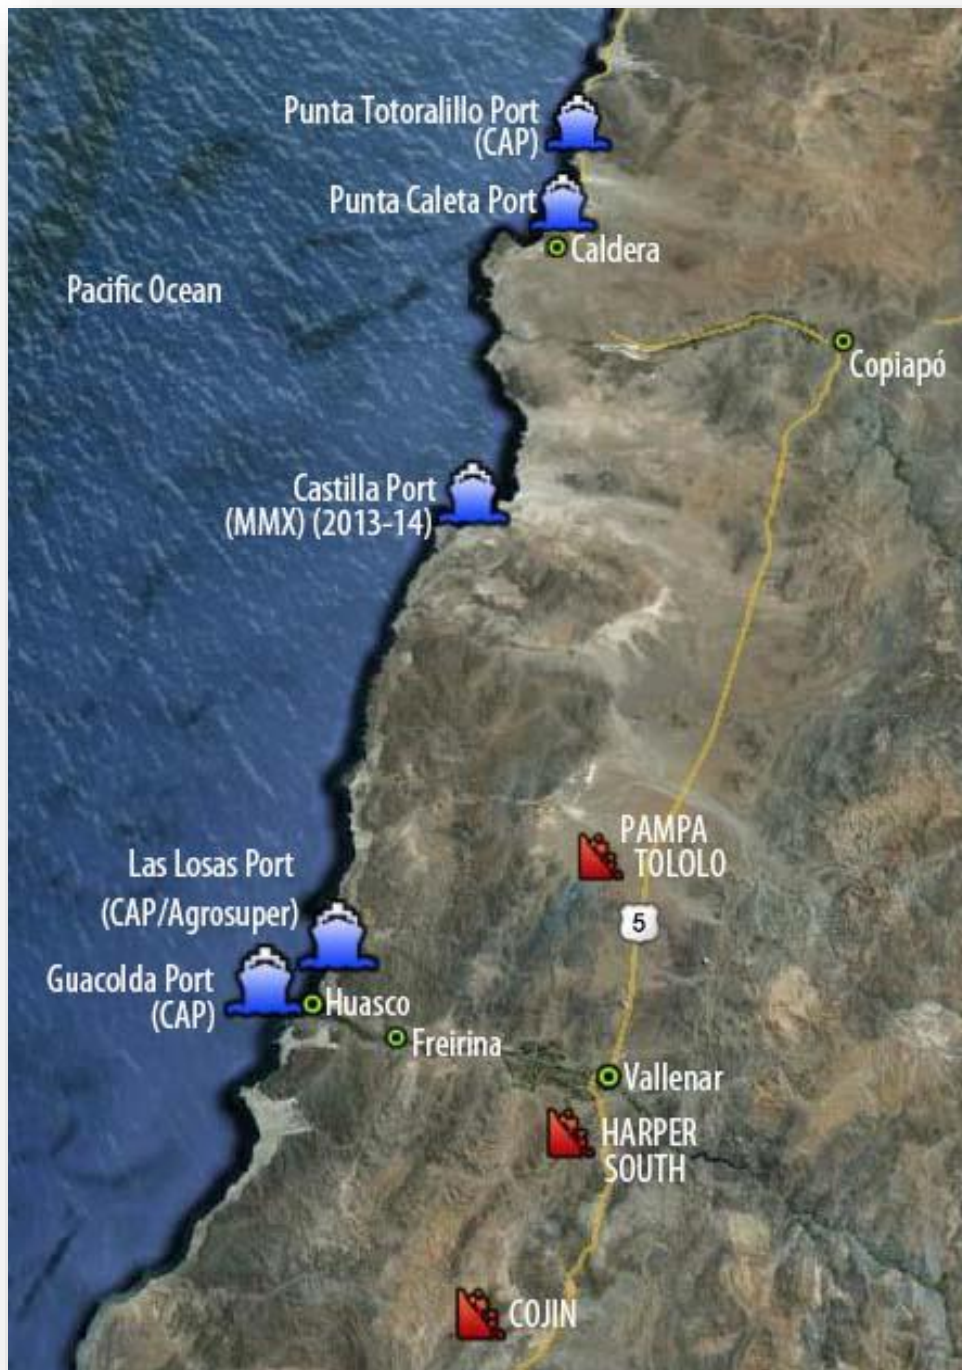 Punta Totoralillo Port
(CAP)
Punta Caleta Port
Caldera
Pacific Ocean
Copiapó
Castilla Port
(MMX) (2013-14)
PAMPA
TOLOLO
Las Losas Port
(CAP/Agrosuper)
5
Guacolda Port
(CAP)
Huasco
Freirina
Vallenar
HARPER
SOUTH
COJIN